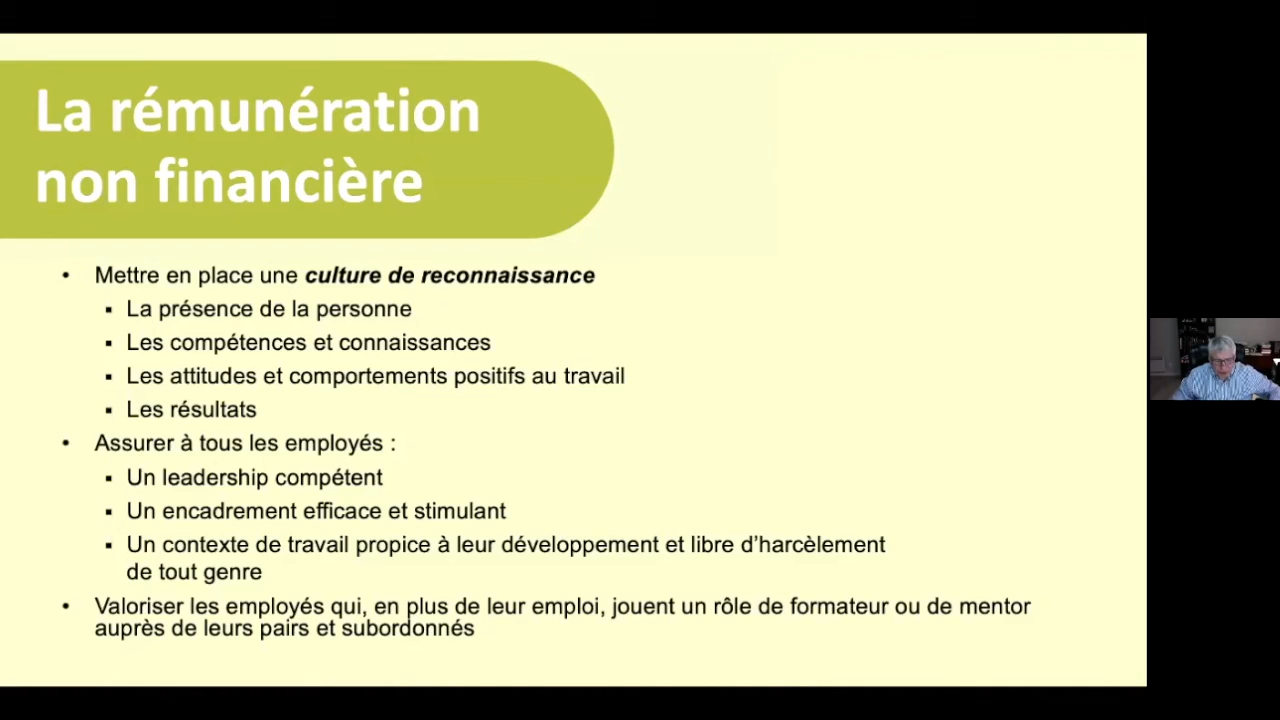 La rémunération
non financière
• Mettre en place une culture de reconnaissance
▪ La présence de la personne
▪ Les compétences et connaissances
▪ Les attitudes et comportements positifs au travail
▪ Les résultats
• Assurer à tous les employés :
▪ Un leadership compétent
▪ Un encadrement efficace et stimulant
▪ Un contexte de travail propice à leur développement et libre d’harcèlement
de tout genre
• Valoriser les employés qui, en plus de leur emploi, jouent un rôle de formateur ou de mentor
auprès de leurs pairs et subordonnés